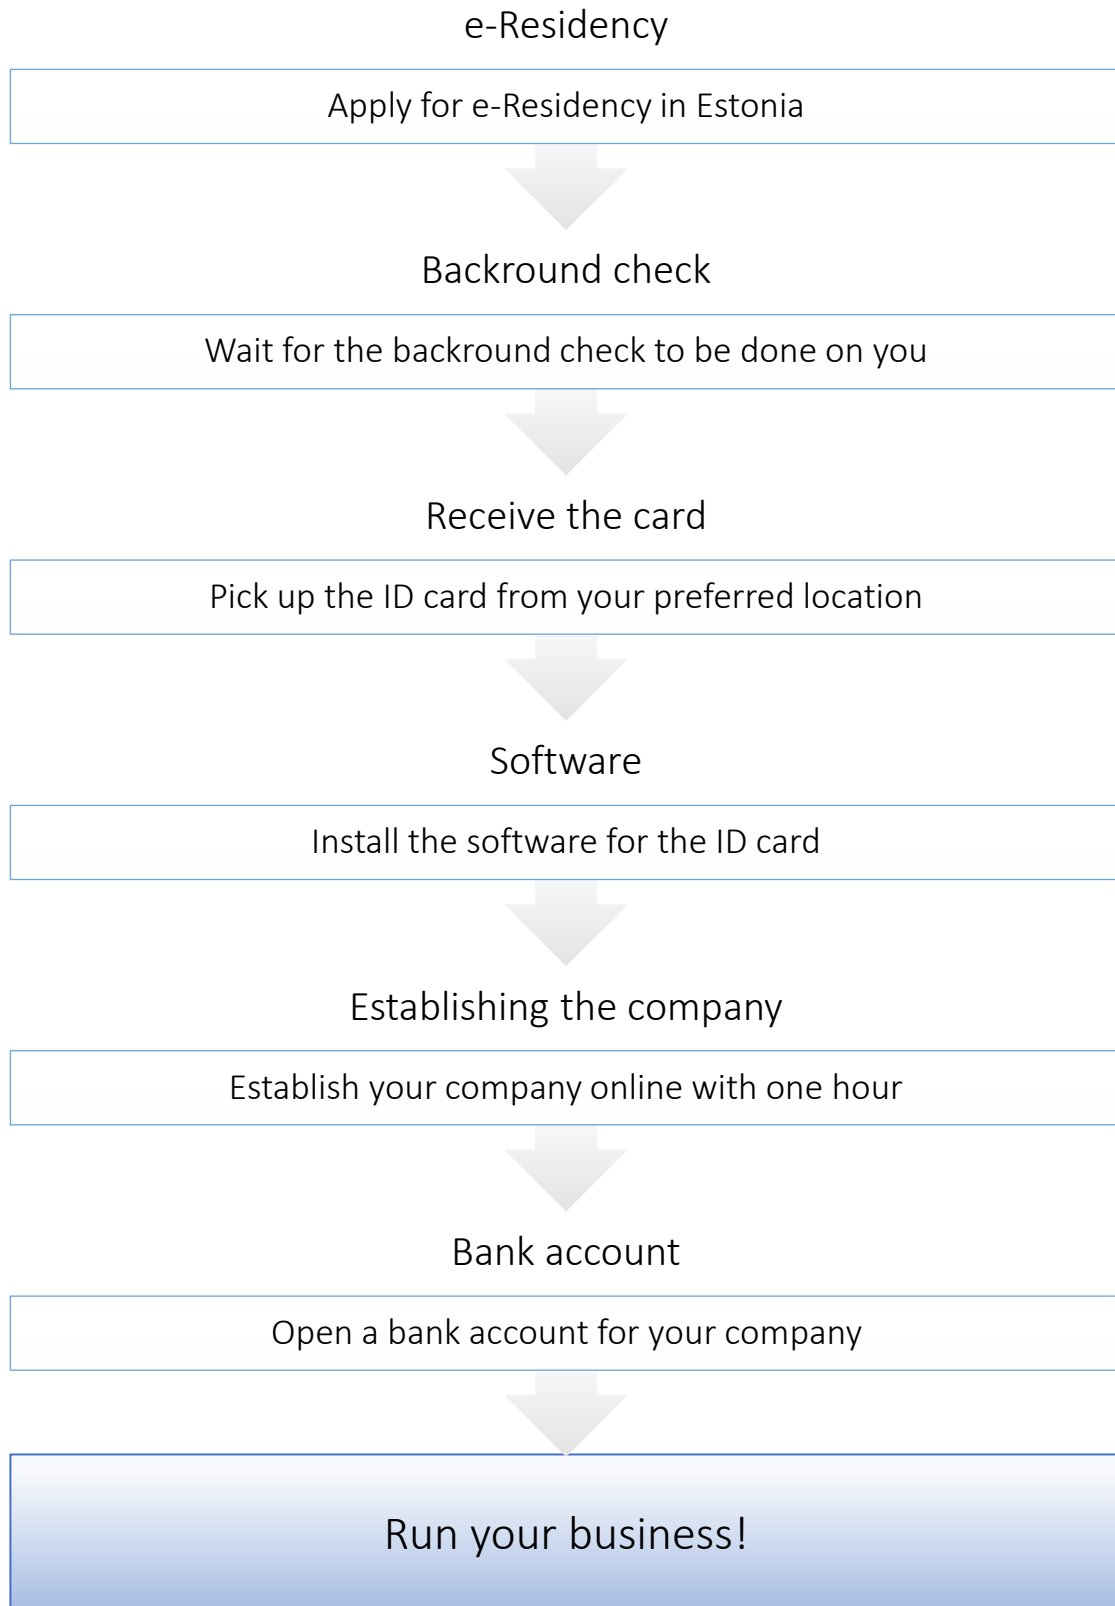 e-Residency
Apply for e-Residency in Estonia
Backround check
Wait for the backround check to be done on you
Receive the card
Pick up the ID card from your preferred location
Software
Install the software for the ID card
Establishing the company
Establish your company online with one hour
Bank account
Open a bank account for your company
Run your business!